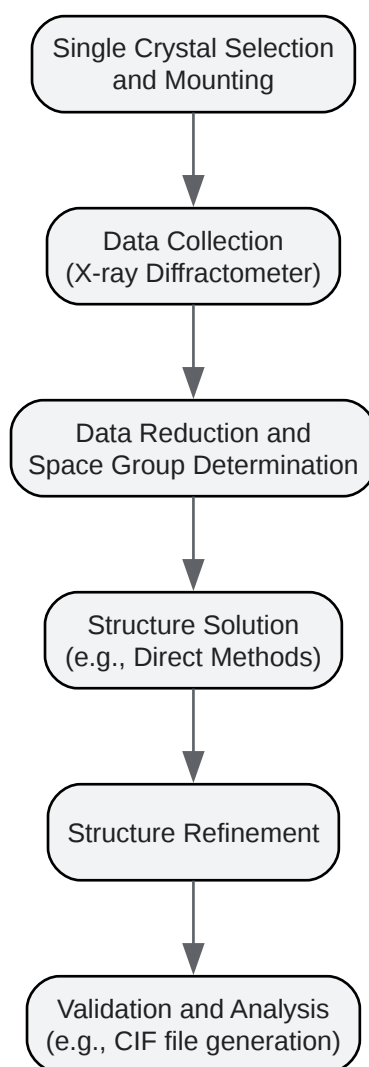 Single Crystal Selection
and Mounting
Data Collection
(X-ray Diffractometer)
Data Reduction and
Space Group Determination
Structure Solution
(e.g., Direct Methods)
Structure Refinement
Validation and Analysis
(e.g., CIF file generation)